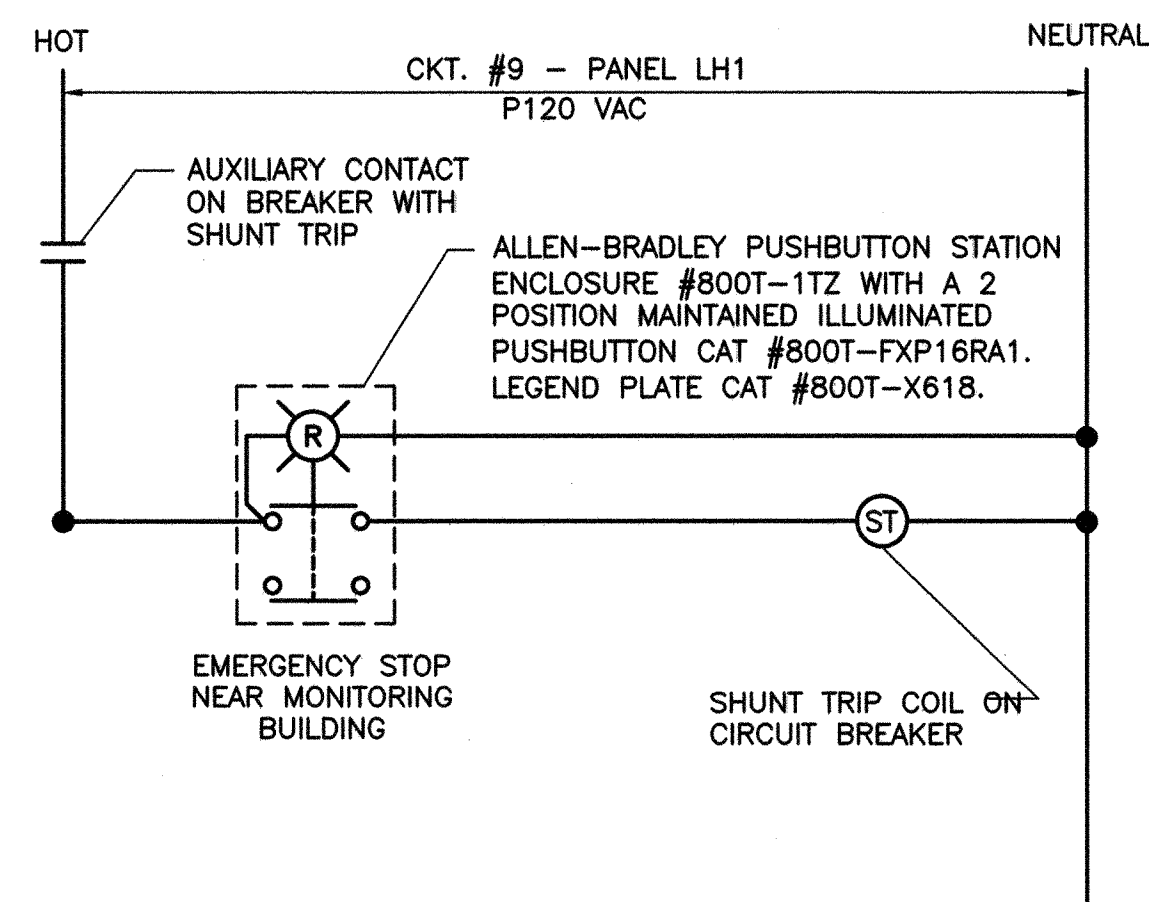 HOT
NEUTRAL
CKT. #9 – PANEL LH1
P120 VAC
AUXILIARY CONTACT
ON BREAKER WITH
SHUNT TRIP
ALLEN–BRADLEY PUSHBUTTON STATION
ENCLOSURE #800T–1TZ WITH A 2
POSITION MAINTAINED ILLUMINATED
PUSHBUTTON CAT #800T–FXP16RA1.
LEGEND PLATE CAT #800T–X618.
R
ST
EMERGENCY STOP
NEAR MONITORING
BUILDING
SHUNT TRIP COIL ON
CIRCUIT BREAKER